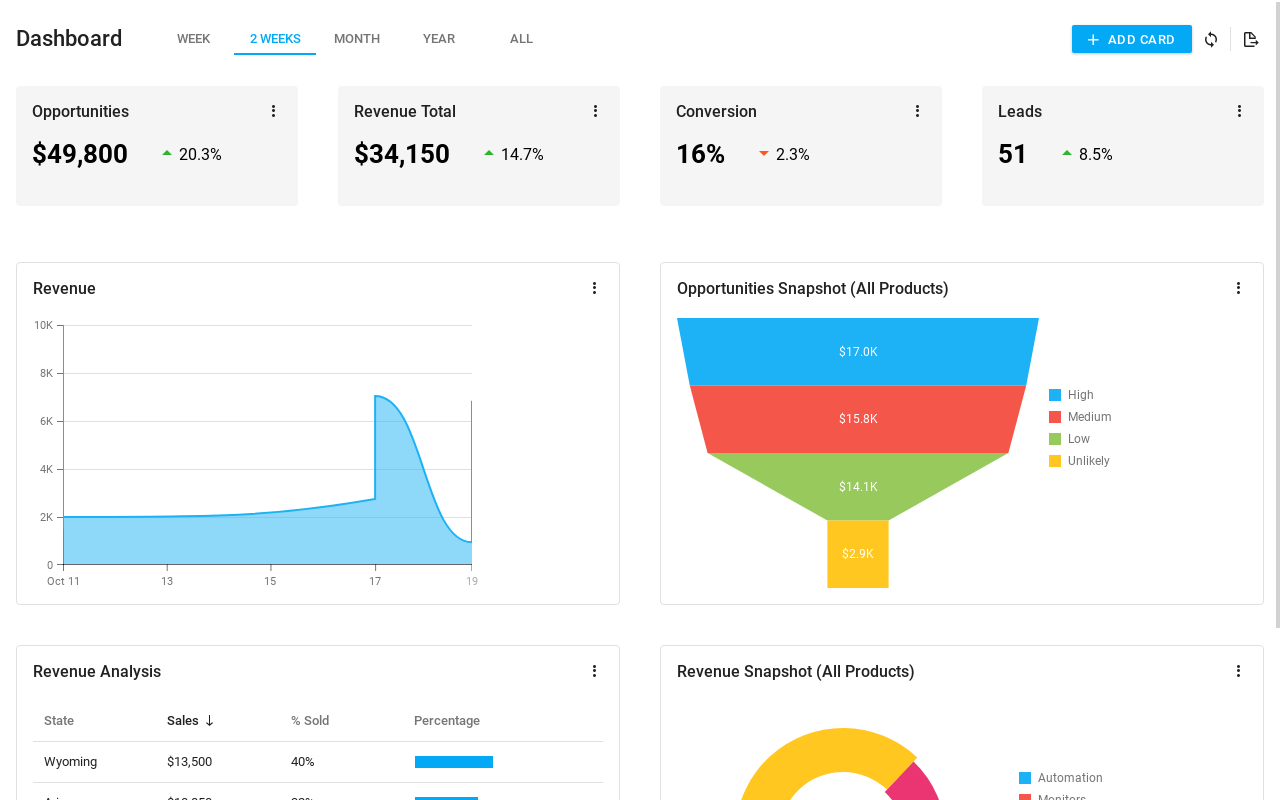 Dashboard
WEEK
2 WEEKS
MONTH
YEAR
ALL
ADD CARD
Opportunities
$49,800
20.3%
Revenue Total
$34,150
14.7%
Conversion
16%
2.3%
Leads
51
8.5%
Revenue
10K
8K
6K
4K
2K
0
Oct 11
13
15
17
19
Opportunities Snapshot (All Products)
$17.0K
$15.8K
$14.1K
$2.9K
High
Medium
Low
Unlikely
Revenue Analysis
State
Sales
% Sold
Percentage
Wyoming
$13,500
40%
Revenue Snapshot (All Products)
Automation
Monitors